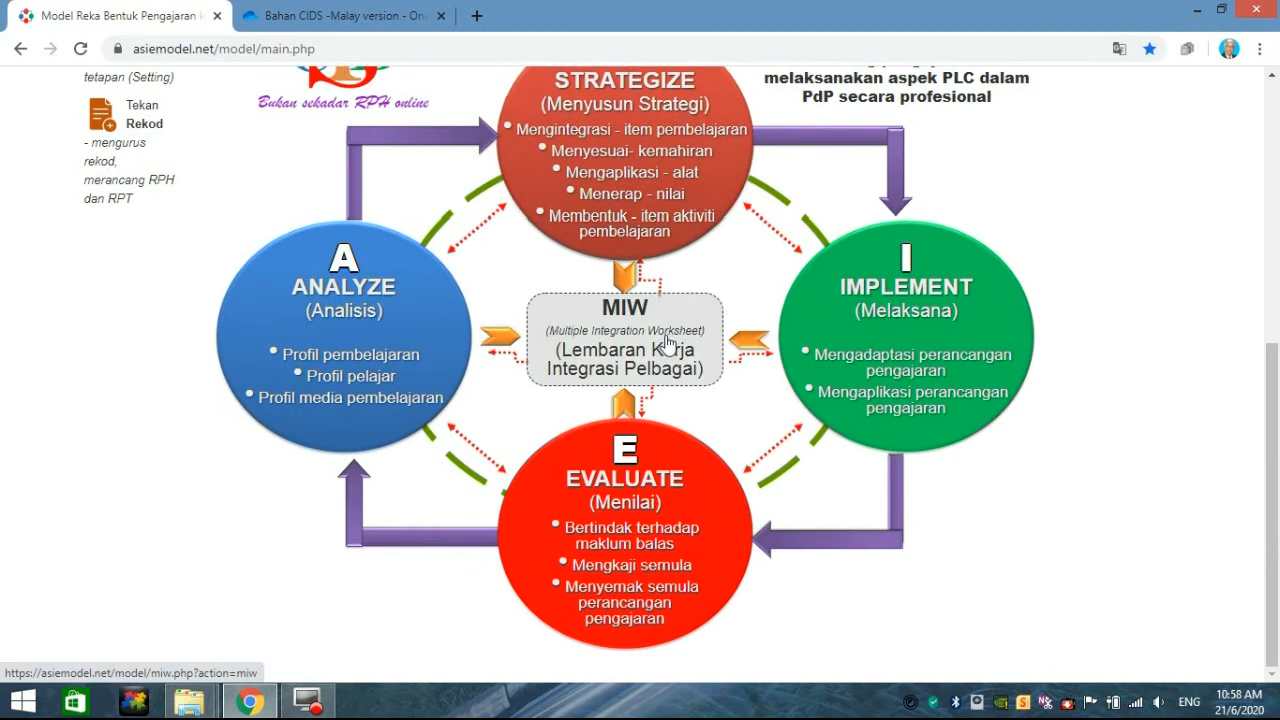 Model Reka Bentuk Pengajaran
Bahan CIDS -Malay version - One
asiemodel.net/model/main.php
tetapan (Setting)
Tekan
Rekod
- mengurus
rekod,
merancang RPH
dan RPT
Bukan sekadar RPH online
melaksanakan aspek PLC dalam
PdP secara profesional
STRATEGIZE
(Menyusun Strategi)
• Mengintegrasi - item pembelajaran
• Menyesuai- kemahiran
• Mengaplikasi - alat
• Menerap - nilai
• Membentuk - item aktiviti
pembelajaran
A
ANALYZE
(Analisis)
• Profil pembelajaran
• Profil pelajar
• Profil media pembelajaran
MIW
(Multiple Integration Worksheet)
(Lembaran Kerja
Integrasi Pelbagai)
I
IMPLEMENT
(Melaksana)
• Mengadaptasi perancangan
pengajaran
• Mengaplikasi perancangan
pengajaran
E
EVALUATE
(Menilai)
• Bertindak terhadap
maklum balas
• Mengkaji semula
• Menyemak semula
perancangan
pengajaran
https://asiemodel.net/model/miw.php?action=miw
ENG
10:58 AM
21/6/2020